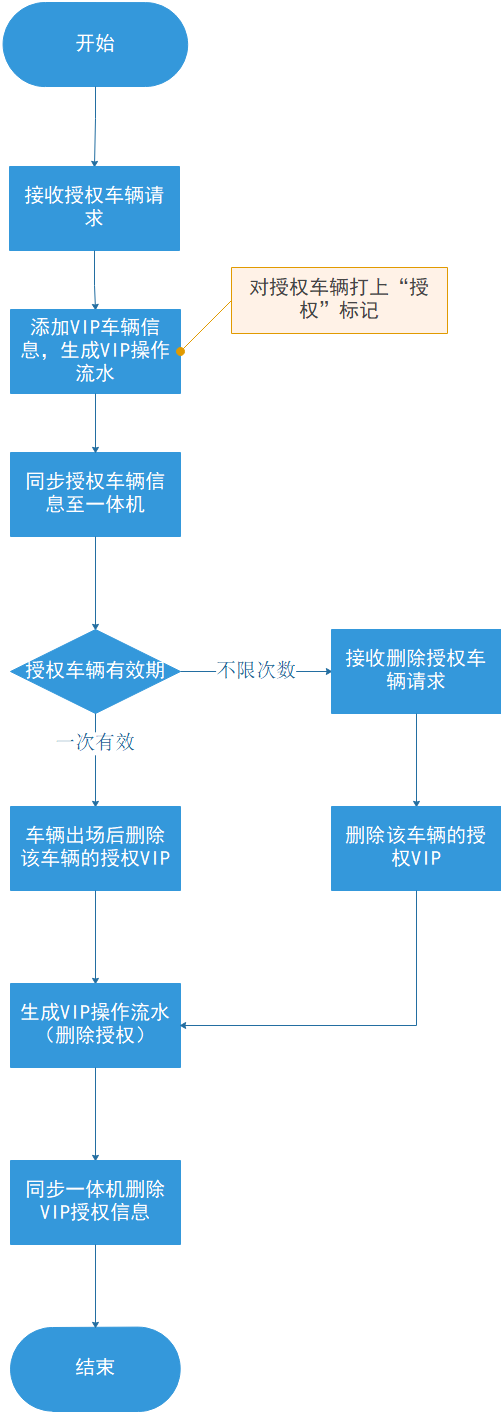 开始
接收授权车辆请
求
对授权车辆打上“授
权”标记
添加VIP车辆信
息，生成VIP操作
流水
同步授权车辆信
息至一体机
授权车辆有效期
不限次数
接收删除授权车
辆请求
一次有效
车辆出场后删除
该车辆的授权VIP
删除该车辆的授
权VIP
生成VIP操作流水
（删除授权）
同步一体机删除
VIP授权信息
结束